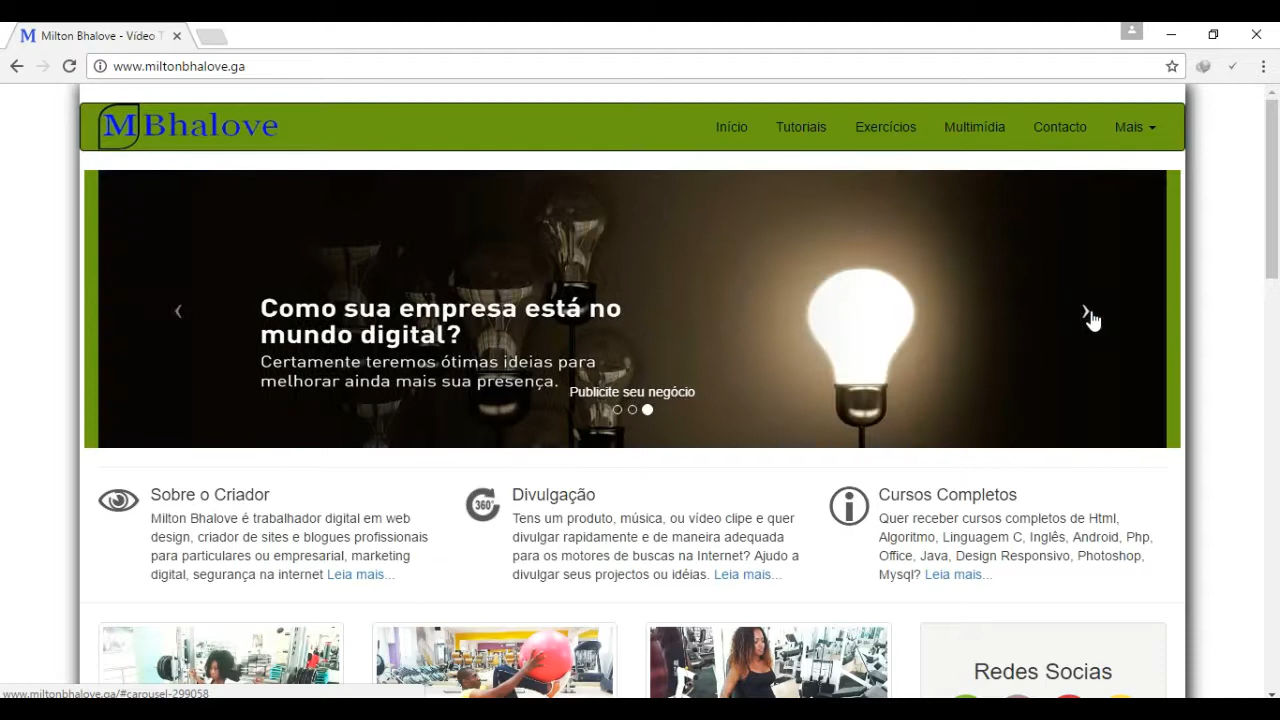 Milton Bhalove - Vídeo T
www.miltonbhalove.ga
MBhalove
Início Tutoriais Exercícios Multimídia Contacto Mais
Como sua empresa está no
mundo digital?
Certamente teremos ótimas ideias para
melhorar ainda mais sua presença.
Publicite seu negócio
Sobre o Criador
Milton Bhalove é trabalhador digital em web
design, criador de sites e blogues profissionais
para particulares ou empresarial, marketing
digital, segurança na internet Leia mais...
360°
Divulgação
Tens um produto, música, ou vídeo clipe e quer
divulgar rapidamente e de maneira adequada
para os motores de buscas na Internet? Ajudo a
divulgar seus projectos ou idéias. Leia mais...
Cursos Completos
Quer receber cursos completos de Html,
Algoritmo, Linguagem C, Inglês, Android, Php,
Office, Java, Design Responsivo, Photoshop,
Mysql? Leia mais...
Redes Socias
www.miltonbhalove.ga/#carousel-299058